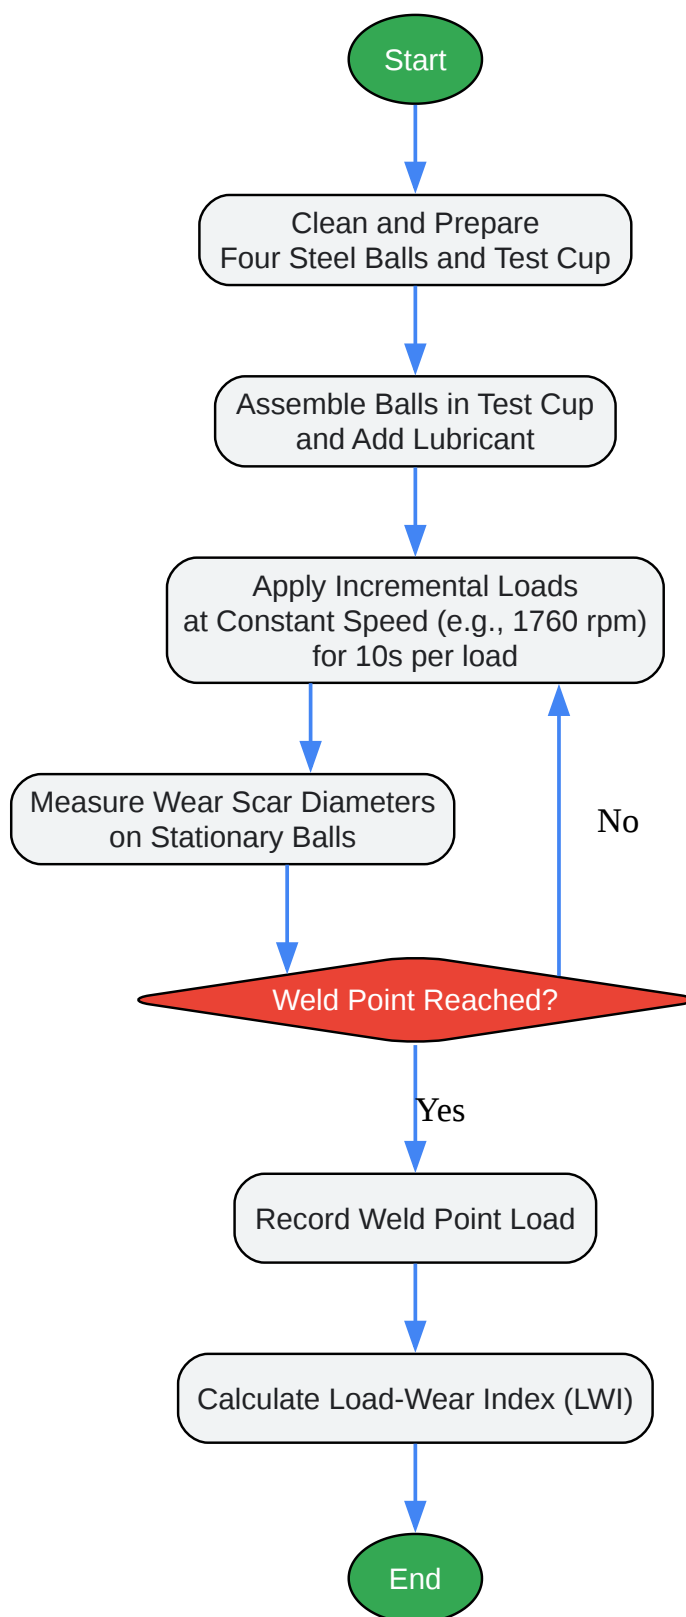 Start
Clean and Prepare
Four Steel Balls and Test Cup
Assemble Balls in Test Cup
and Add Lubricant
Apply Incremental Loads
at Constant Speed (e.g., 1760 rpm)
for 10s per load
Measure Wear Scar Diameters
on Stationary Balls
No
Weld Point Reached?
Yes
Record Weld Point Load
Calculate Load-Wear Index (LWI)
End